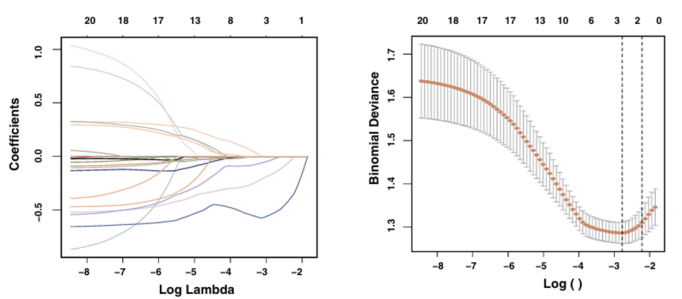 20 18 17 13 8 3 1
1.0
0.5
0.0
−0.5
Coefficients
−8 −7 −6 −5 −4 −3 −2
Log Lambda
20 18 17 17 13 10 6 3 2 0
1.7
1.6
1.5
1.4
1.3
Binomial Deviance
−8 −7 −6 −5 −4 −3 −2
Log ( )